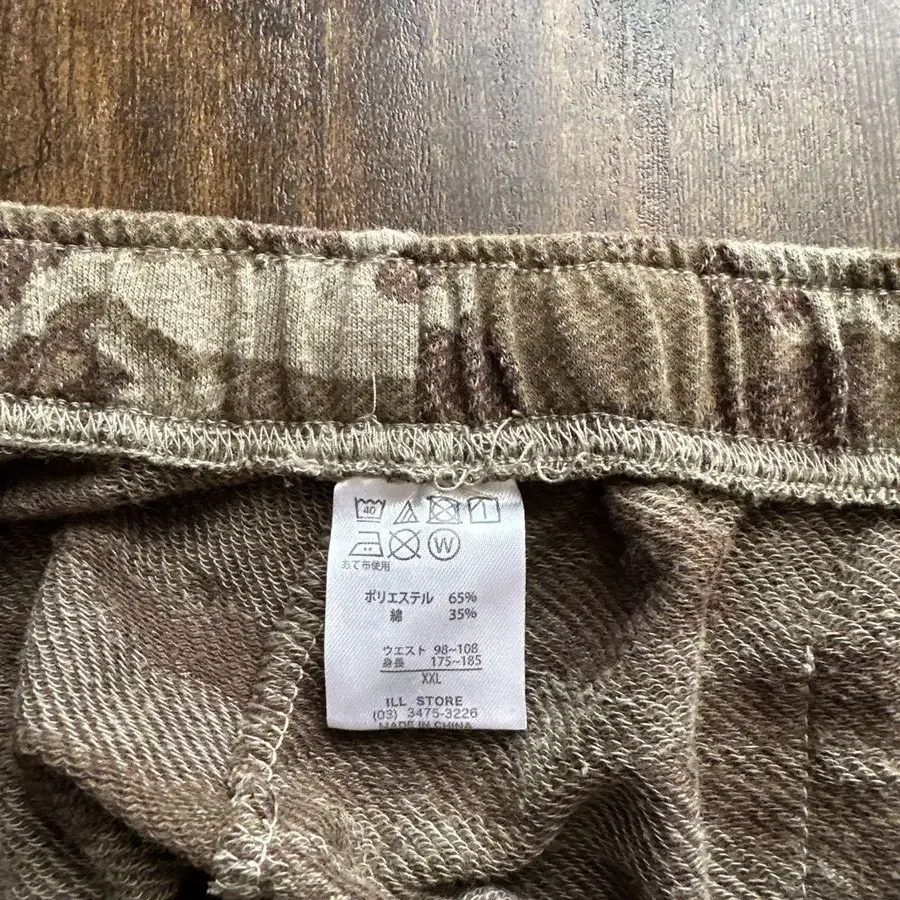 40
W
あて布使用
ポリエステル 65%
綿 35%
ウエスト 98~108
身長 175~185
XXL
ILL STORE
(03) 3475-3226
MADE IN CHINA